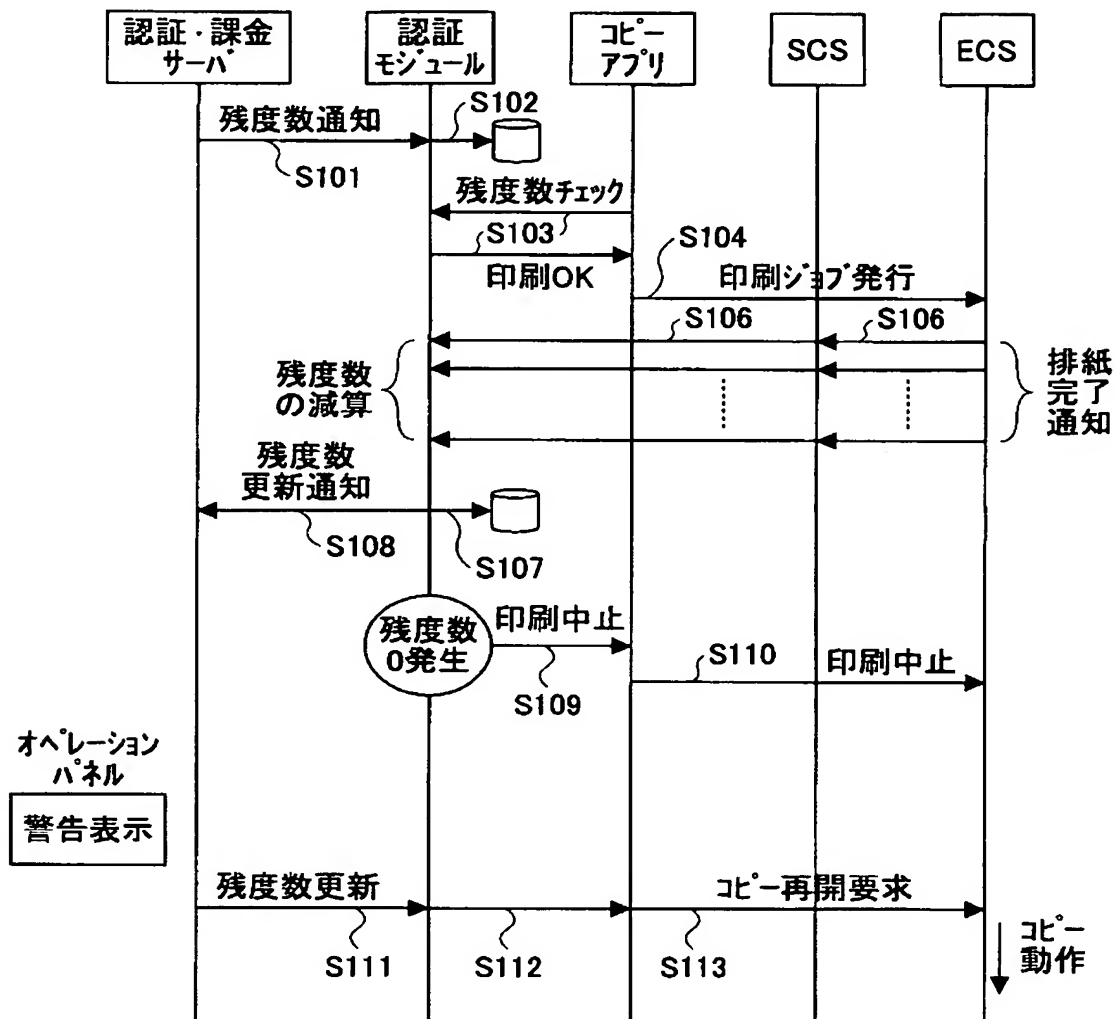 認証・課金
サーバ
認証
モジュール
コピー
アプリ
SCS
ECS
残度数通知
S102
S101
残度数チェック
S103
印刷OK
S104
印刷ジョブ発行
S106
S106
残度数
の減算
排紙
完了
通知
残度数
更新通知
S108
S107
残度数
0発生
印刷中止
S109
S110
印刷中止
オペレーション
パネル
警告表示
残度数更新
コピー再開要求
S111
S112
S113
コピー
動作